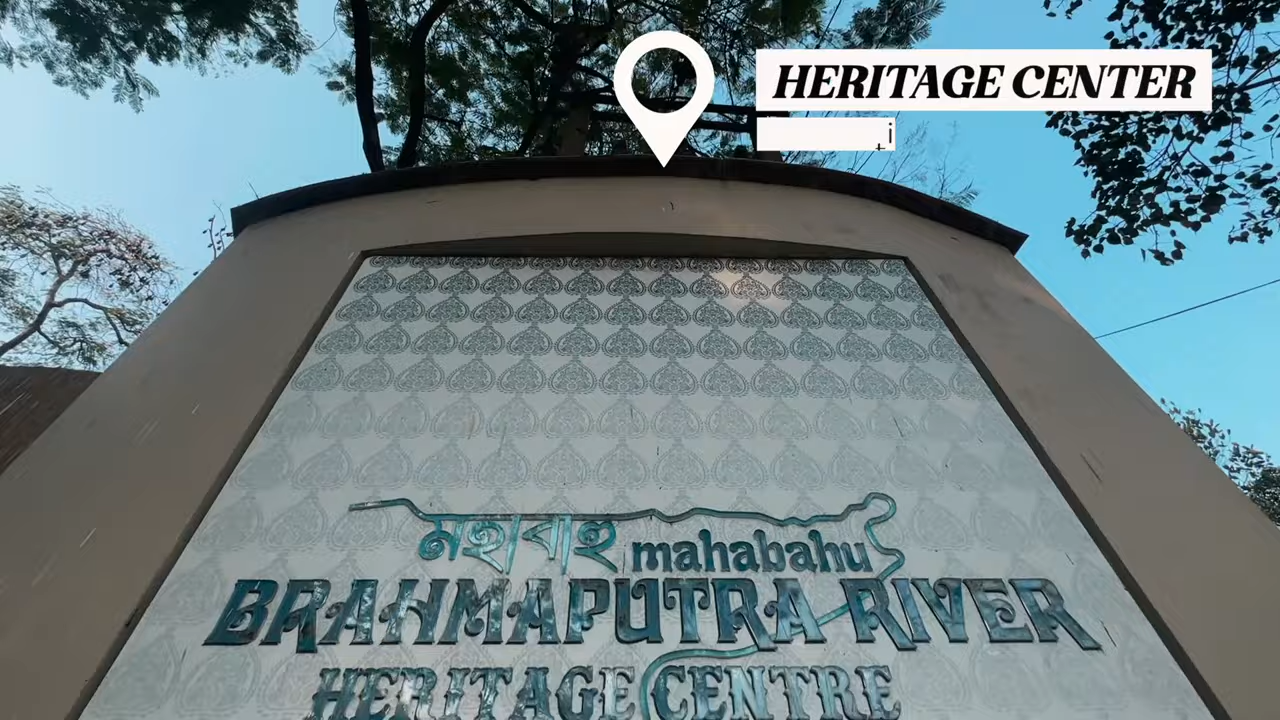 HERITAGE CENTER
মহাবাহু mahabahu
BRAHMAPUTRA RIVER
HERITAGE CENTRE